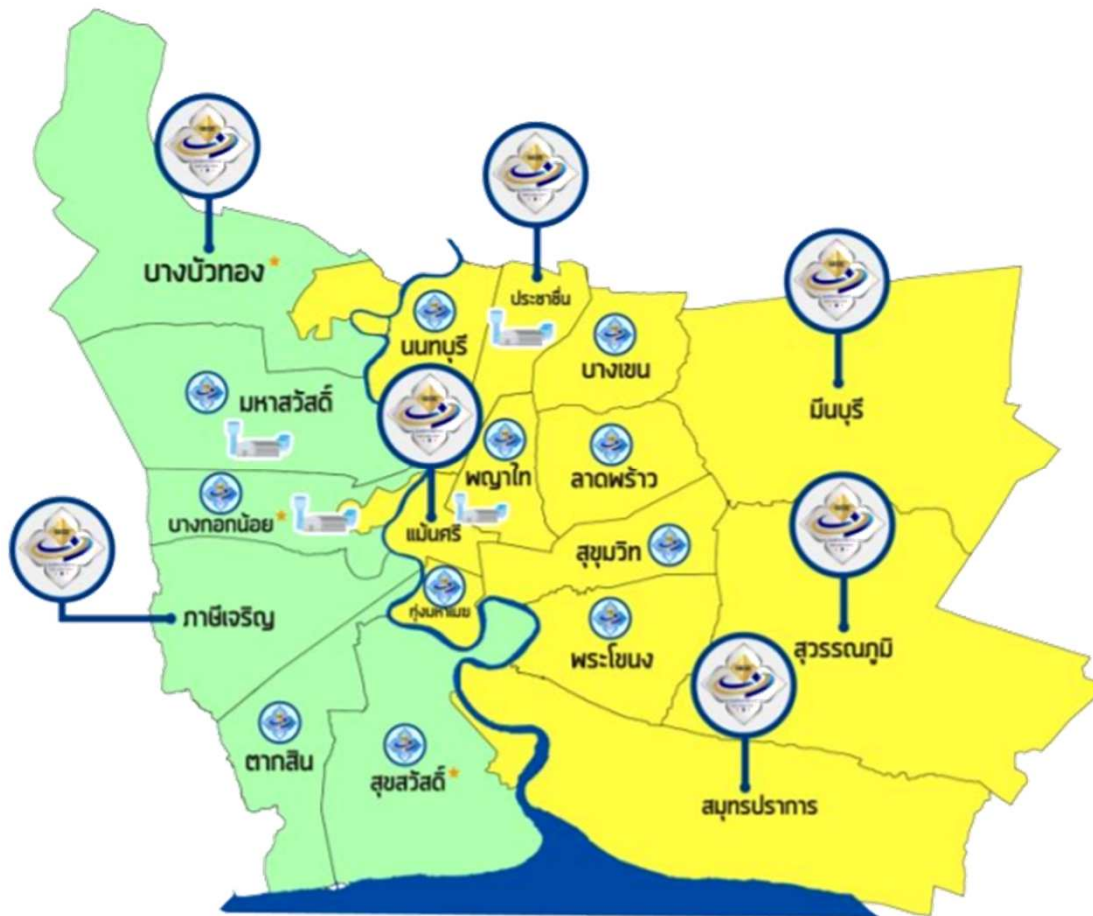 บางบัวทอง
ประชาชื่น
นนทบุรี
บางเขน
มหาสวัสดิ์
มีนบุรี
พญาไท
ลาดพร้าว
บางกอกน้อย
แม้นศรี
สุขุมวิท
ทุ่งมหาเมฆ
ภาษีเจริญ
สุวรรณภูมิ
พระโขนง
ตากสิน
สุขสวัสดิ์
สมุทรปราการ